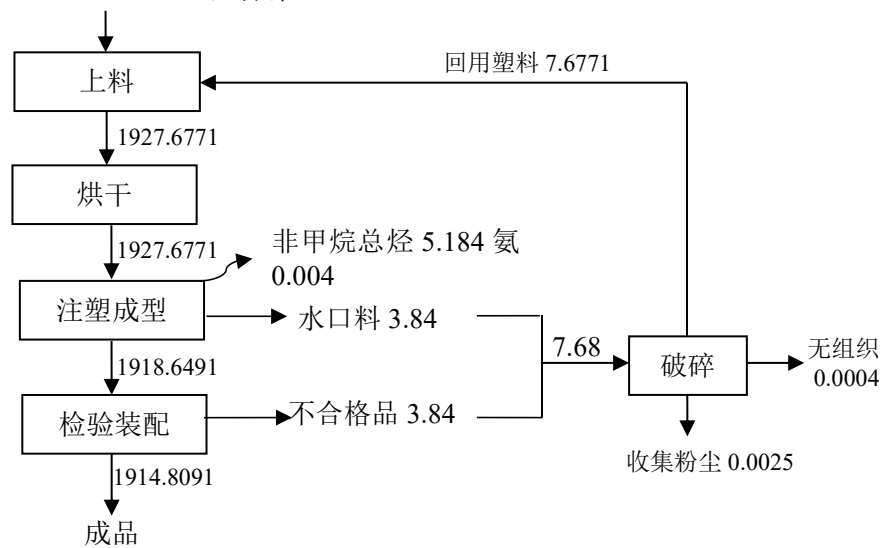 回用塑料 7.6771
上料
1927.6771
烘干
1927.6771
非甲烷总烃 5.184 氨
0.004
注塑成型
水口料 3.84
7.68
破碎
无组织
0.0004
1918.6491
检验装配
不合格品 3.84
收集粉尘 0.0025
1914.8091
成品